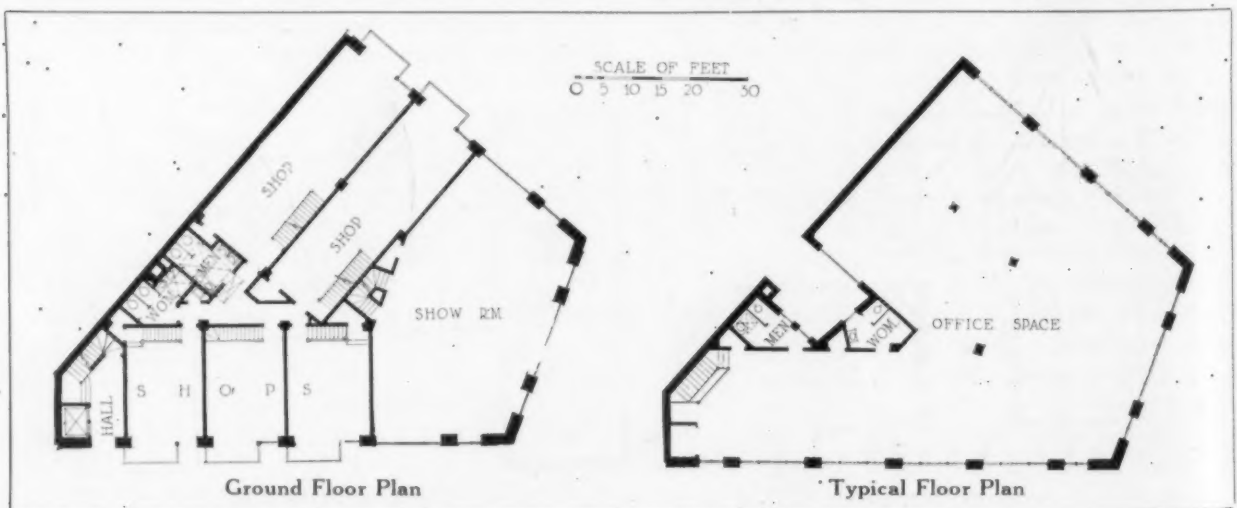 SCALE OF FEET
0 5 10 15 20 50
SHOP
SHOP
MEN'S
WOM.
SHOW RM
SHOPS
HALL
Ground Floor Plan
MEN
WOM.
OFFICE SPACE
Typical Floor Plan